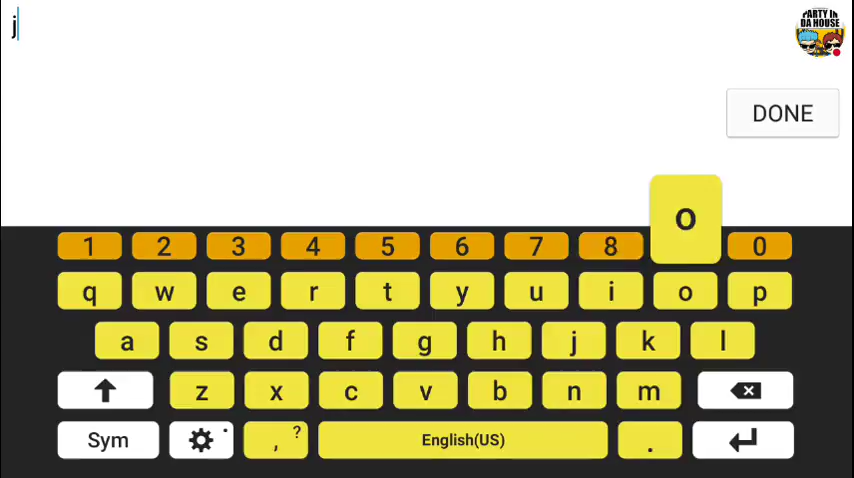 j
PARTY IN
DA HOUSE
DONE
o
1 2 3 4 5 6 7 8 0
q w e r t y u i o p
a s d f g h j k l
z x c v b n m
Sym , ? English(US) .